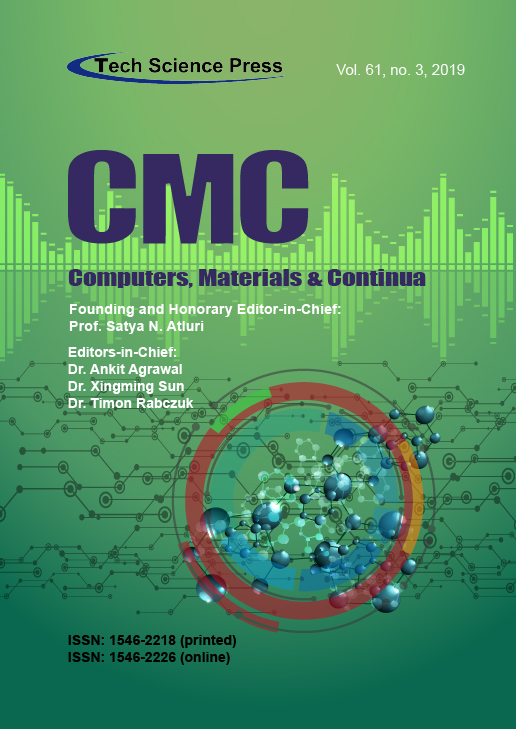 Tech Science Press
Vol. 61, no. 3, 2019
CMC
Computers, Materials & Continua
Founding and Honorary Editor-in-Chief:
Prof. Satya N. Atluri
Editors-in-Chief:
Dr. Ankit Agrawal
Dr. Xingming Sun
Dr. Timon Rabczuk
ISSN: 1546-2218 (printed)
ISSN: 1546-2226 (online)